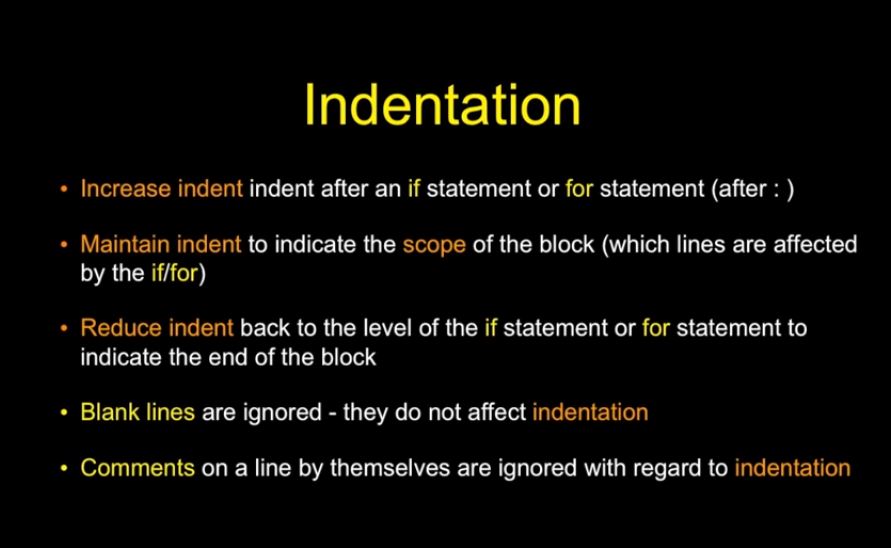 Indentation
• Increase indent indent after an if statement or for statement (after : )
• Maintain indent to indicate the scope of the block (which lines are affected
by the if/for)
• Reduce indent back to the level of the if statement or for statement to
indicate the end of the block
• Blank lines are ignored - they do not affect indentation
• Comments on a line by themselves are ignored with regard to indentation